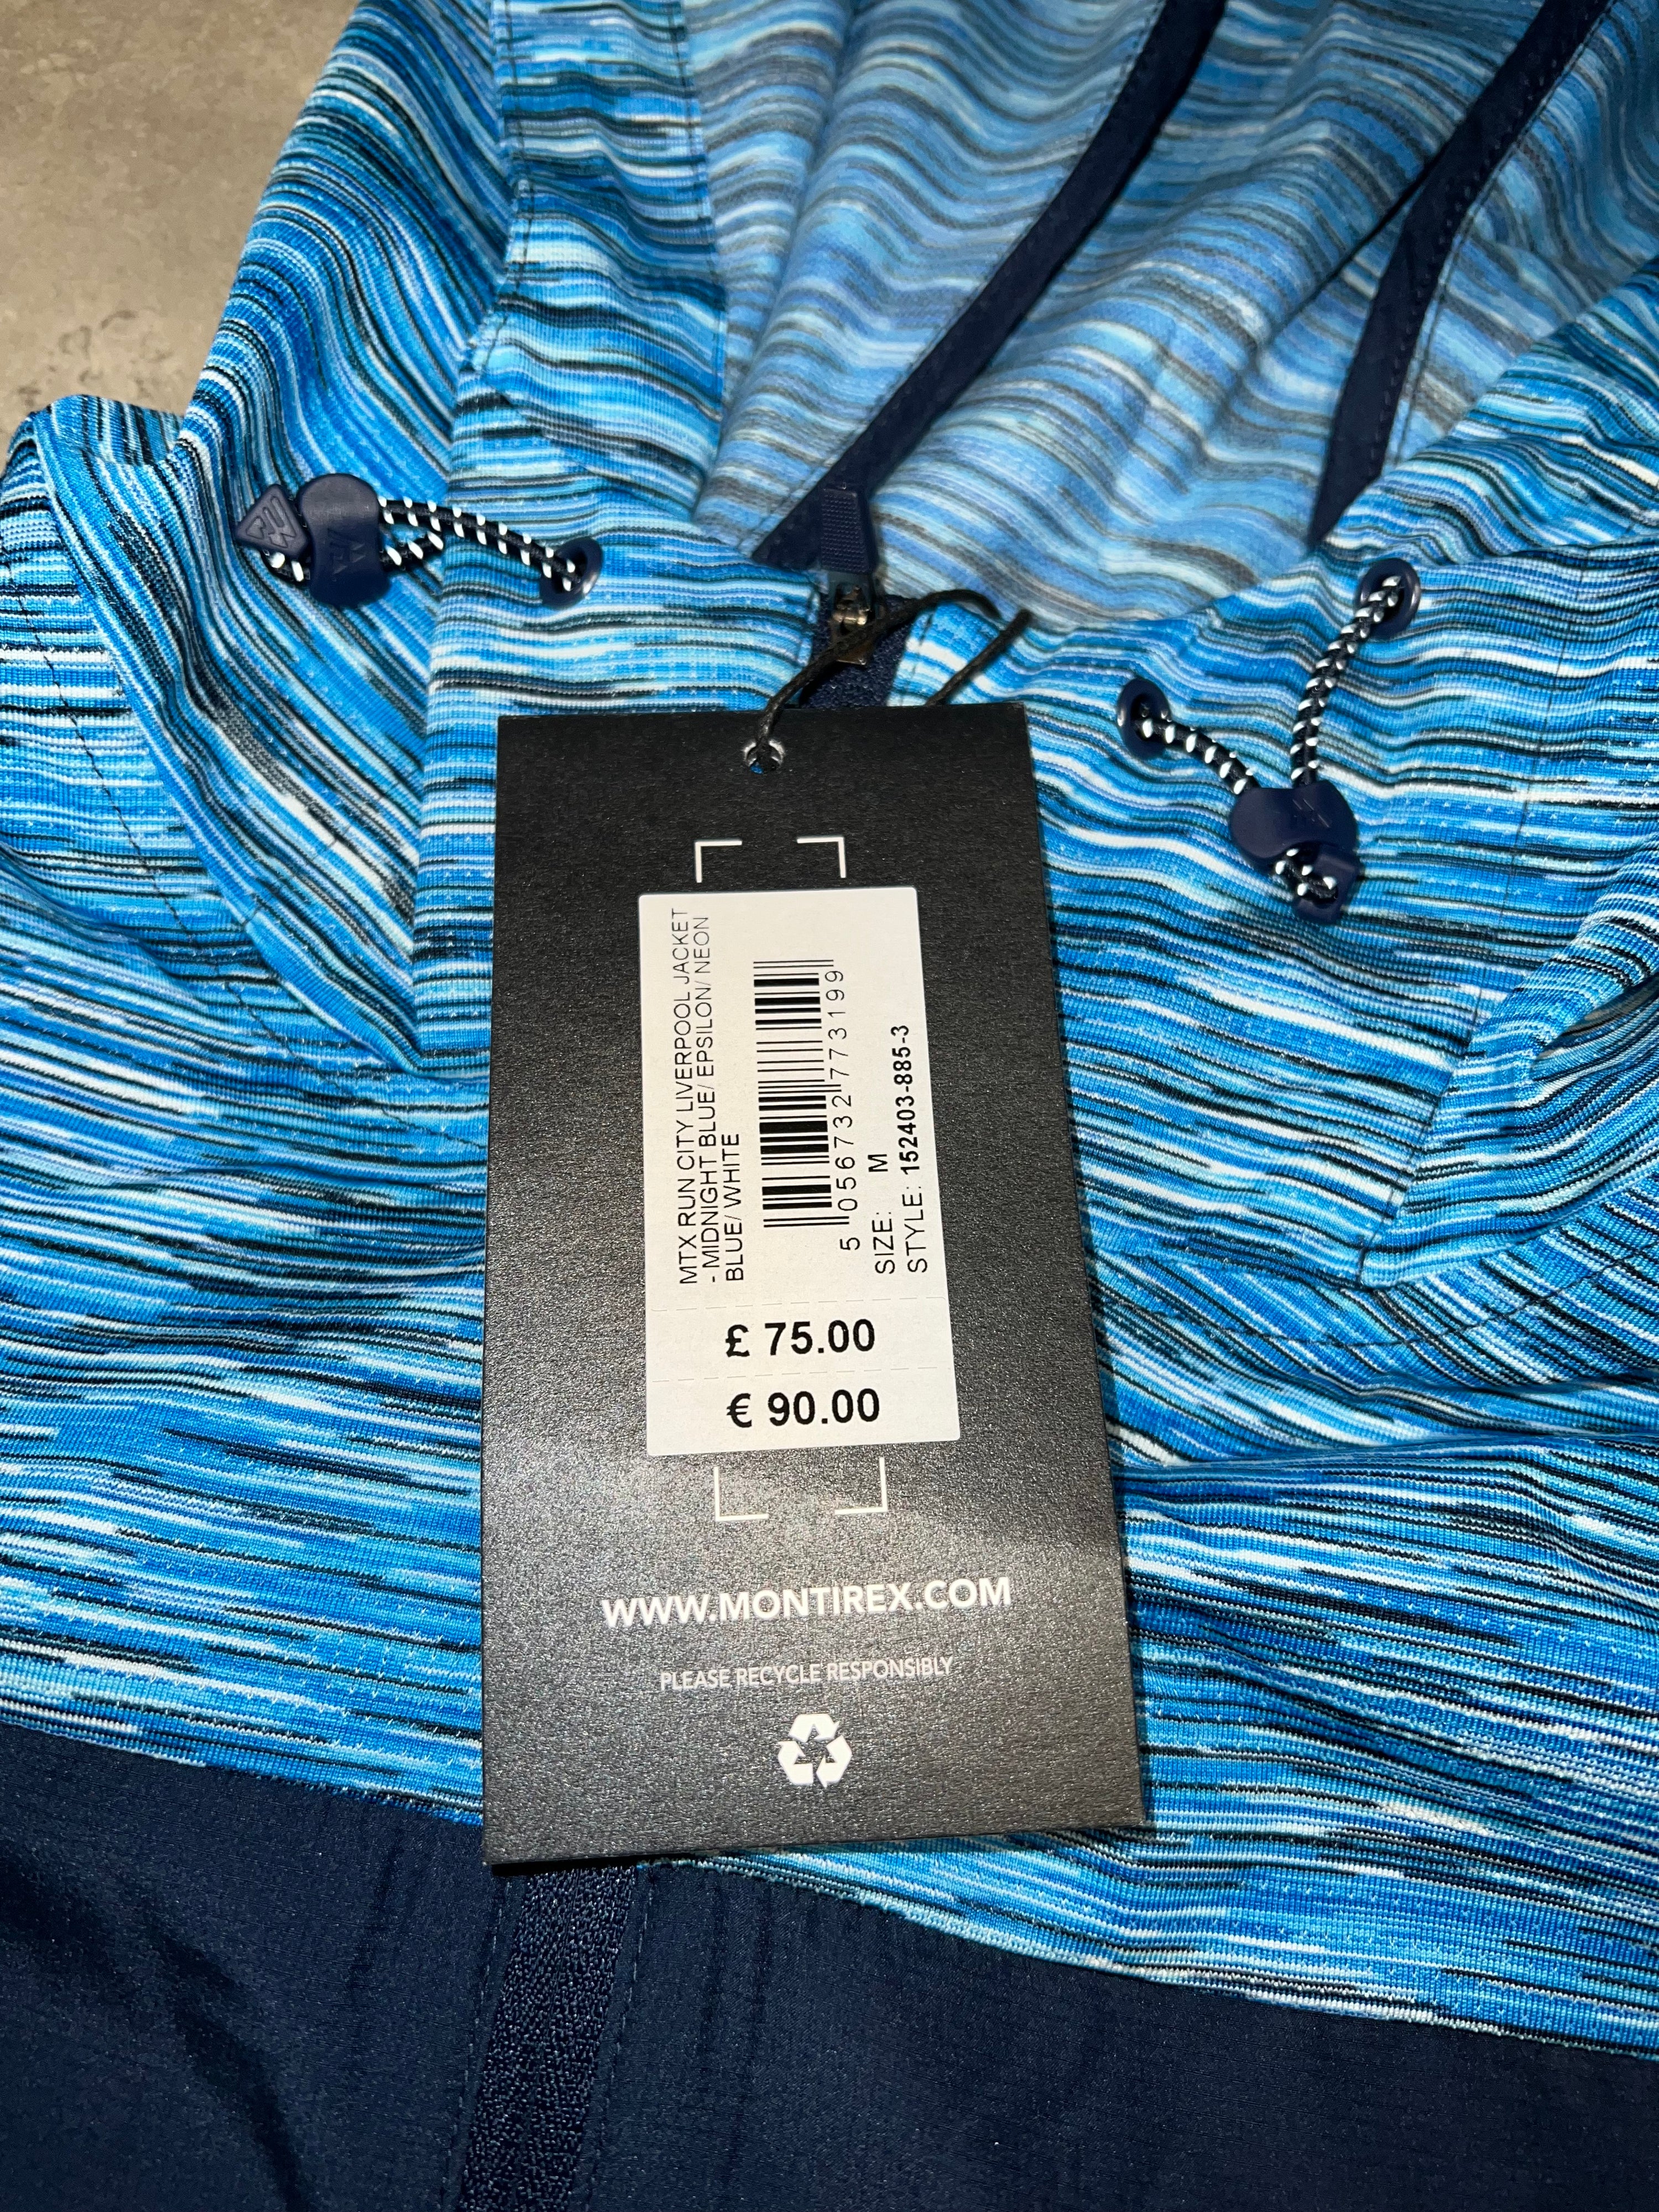 MTX RUN CITY LIVERPOOL JACKET
- MIDNIGHT BLUE/ EPSILON/ NEON
BLUE/ WHITE
5 056732 773199
SIZE: M
STYLE: 152403-885-3
£ 75.00
€ 90.00
WWW.MONTIREX.COM
PLEASE RECYCLE RESPONSIBLY